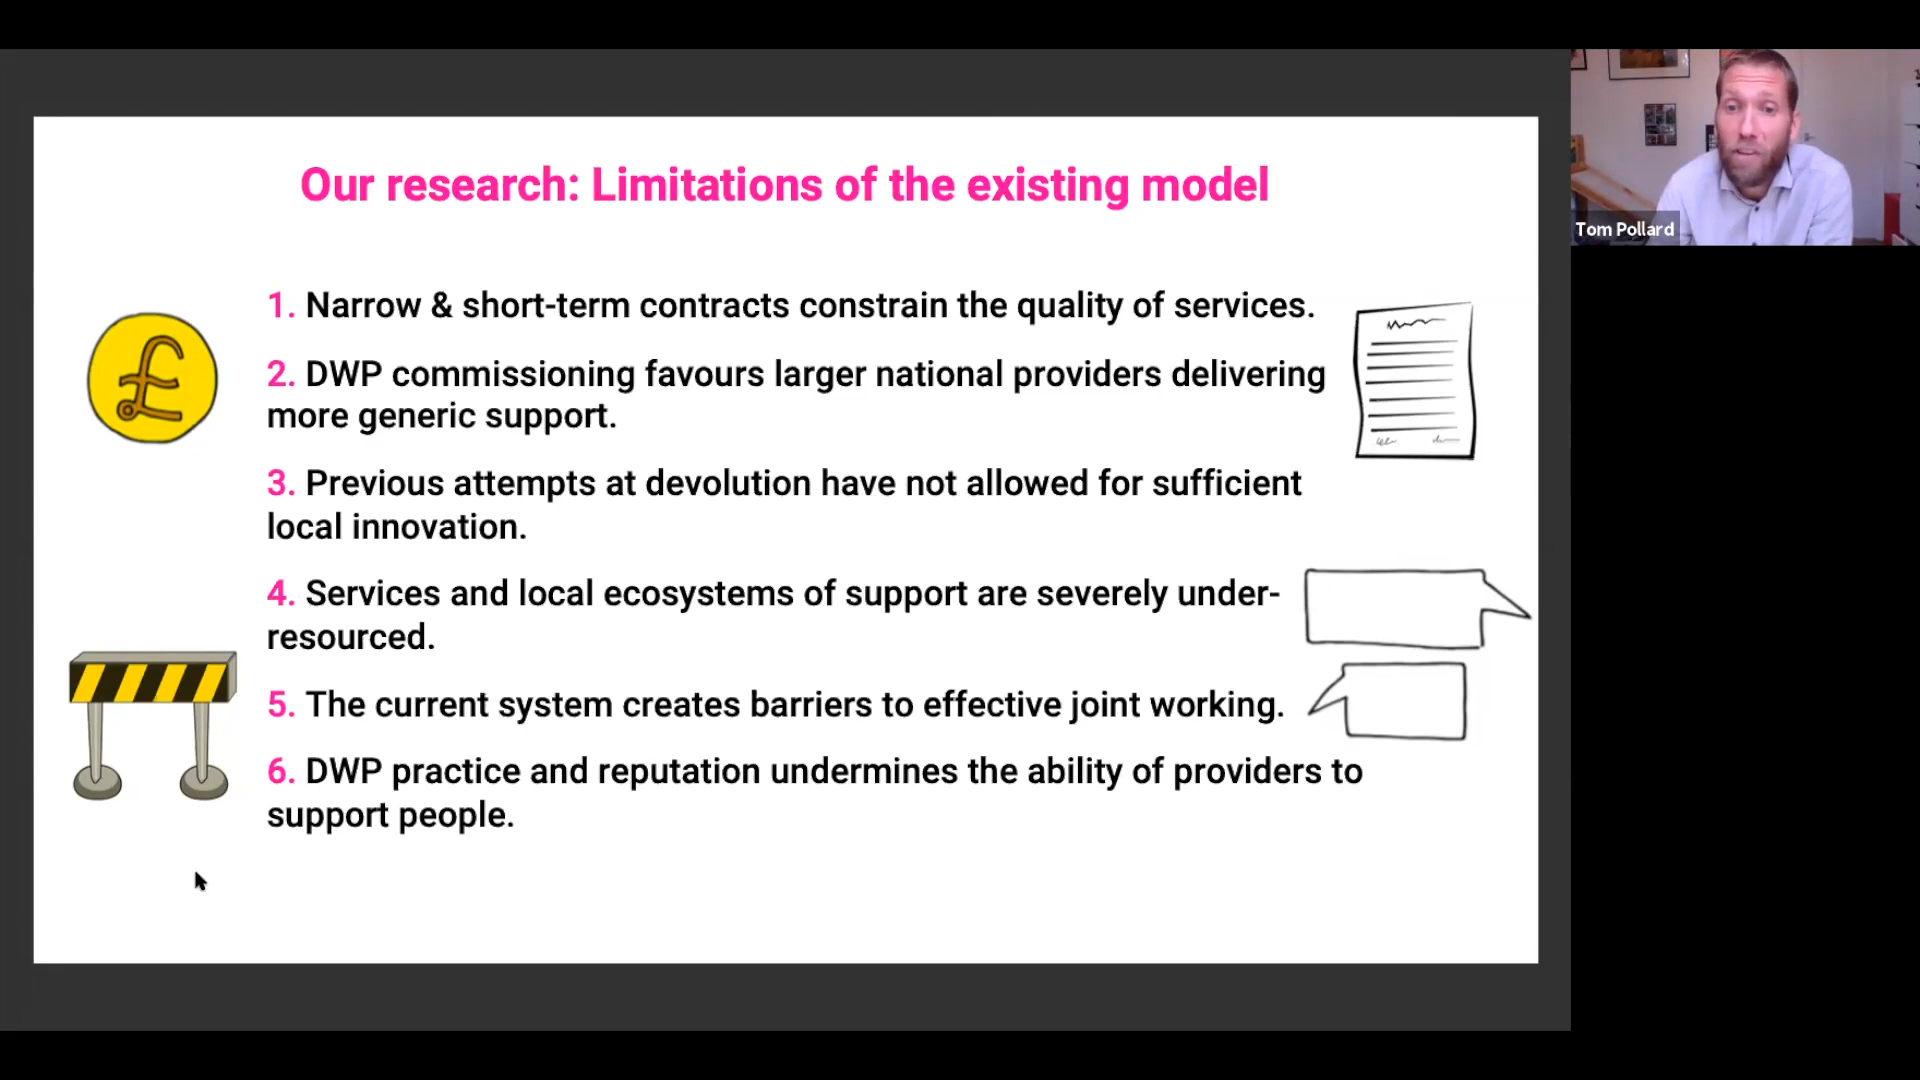 Our research: Limitations of the existing model
Tom Pollard
1. Narrow & short-term contracts constrain the quality of services.
2. DWP commissioning favours larger national providers delivering
more generic support.
3. Previous attempts at devolution have not allowed for sufficient
local innovation.
4. Services and local ecosystems of support are severely under-
resourced.
5. The current system creates barriers to effective joint working.
6. DWP practice and reputation undermines the ability of providers to
support people.
£